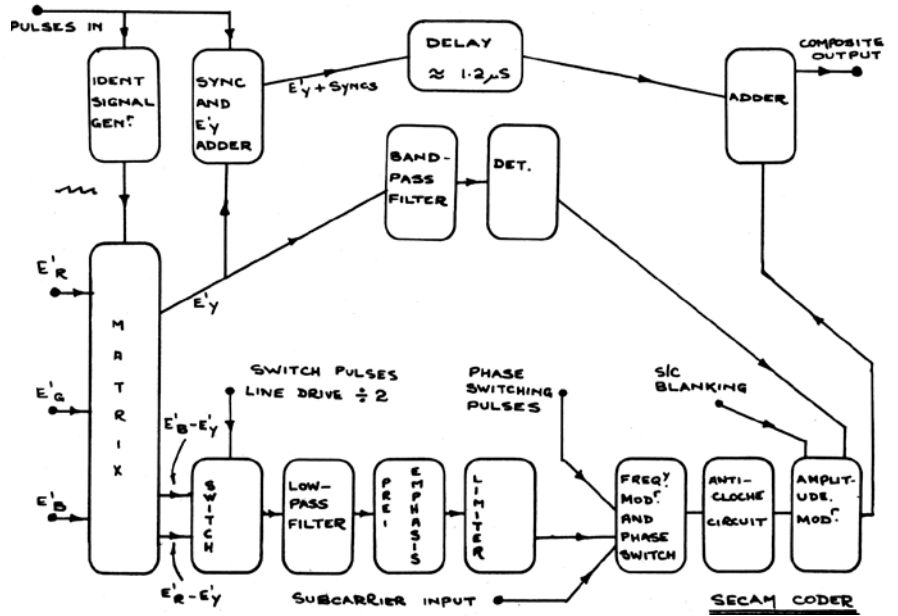 PULSES IN
IDENT
SIGNAL
GENr.
SYNC
AND
E'Y
ADDER
E'Y + SYNCS
DELAY
≈ 1.2μS
ADDER
COMPOSITE
OUTPUT
BAND-
PASS
FILTER
DET.
E'R
E'G
E'B
MATRIX
E'Y
E'B-E'Y
E'R-E'Y
SWITCH PULSES
LINE DRIVE ÷ 2
SWITCH
LOW-
PASS
FILTER
PRE
EMPHASIS
LIMITER
PHASE
SWITCHING
PULSES
SUBCARRIER INPUT
FREQy.
MODr.
AND
PHASE
SWITCH
ANTI-
CLOCHE
CIRCUIT
S/C
BLANKING
AMPLIT-
UDE.
MODr.
SECAM CODER